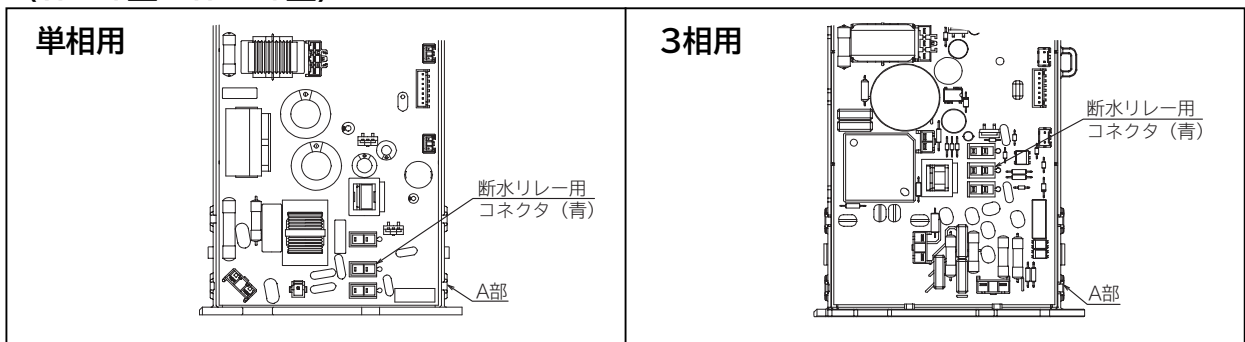 単相用
断水リレー用
コネクタ（青）
A部
3相用
断水リレー用
コネクタ（青）
A部